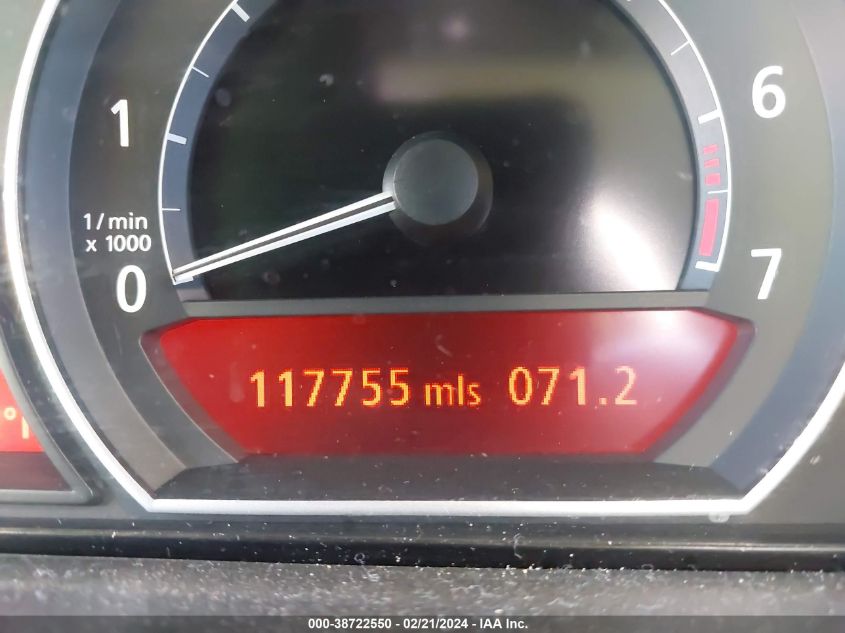 6
1
1/min
x 1000
0
7
117755 mls 071.2
000-38722550 - 02/21/2024 - IAA Inc.